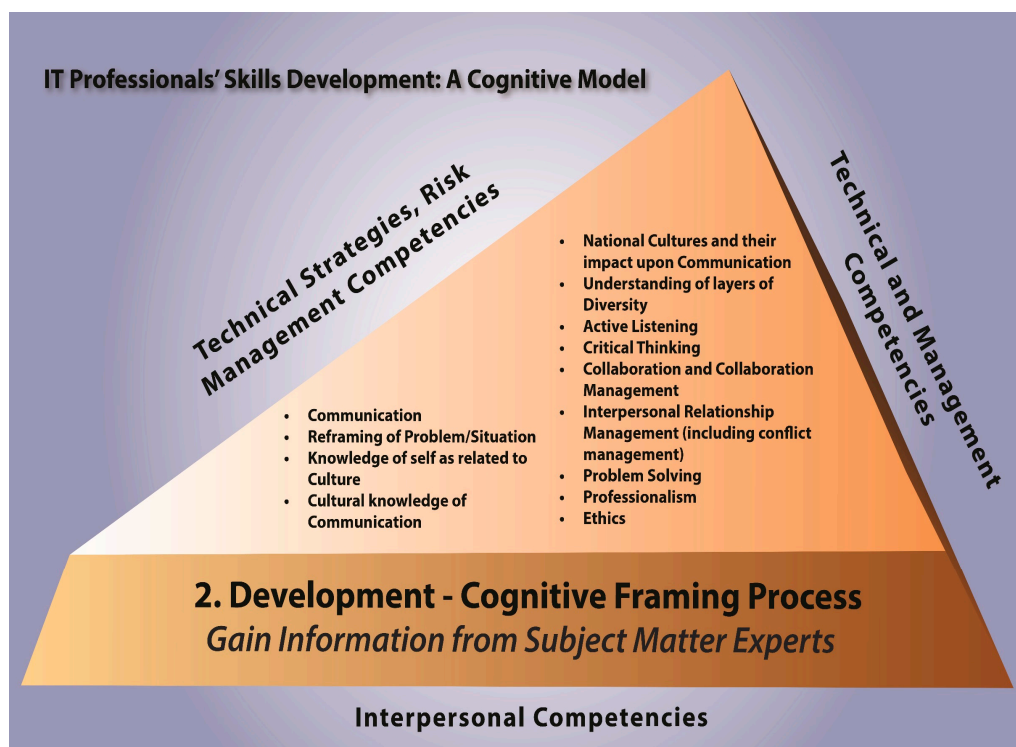 IT Professionals' Skills Development: A Cognitive Model
Technical Strategies, Risk
Management Competencies
Technical and Management
Competencies
• Communication
• Reframing of Problem/Situation
• Knowledge of self as related to
Culture
• Cultural knowledge of
Communication
• National Cultures and their
impact upon Communication
• Understanding of layers of
Diversity
• Active Listening
• Critical Thinking
• Collaboration and Collaboration
Management
• Interpersonal Relationship
Management (including conflict
management)
• Problem Solving
• Professionalism
• Ethics
2. Development - Cognitive Framing Process
Gain Information from Subject Matter Experts
Interpersonal Competencies